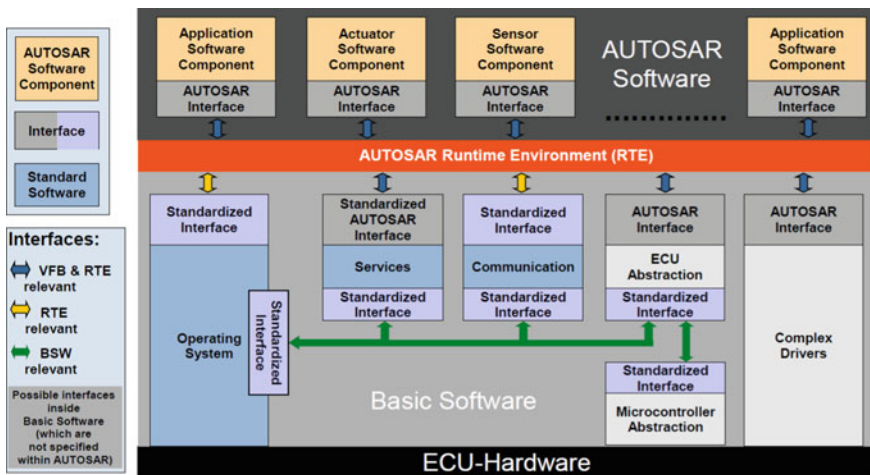 AUTOSAR
Software
Component
Interface
Standard
Software
Interfaces:
VFB & RTE
relevant
RTE
relevant
BSW
relevant
Possible interfaces
inside
Basic Software
(which are
not specified
within AUTOSAR)
Application
Software
Component
AUTOSAR
Interface
Actuator
Software
Component
AUTOSAR
Interface
Sensor
Software
Component
AUTOSAR
Interface
AUTOSAR
Software
..............
Application
Software
Component
AUTOSAR
Interface
AUTOSAR Runtime Environment (RTE)
Standardized
Interface
Operating
System
Standardized
Interface
Standardized
AUTOSAR
Interface
Services
Standardized
Interface
Standardized
Interface
Communication
Standardized
Interface
AUTOSAR
Interface
ECU
Abstraction
Standardized
Interface
Standardized
Interface
Microcontroller
Abstraction
AUTOSAR
Interface
Complex
Drivers
Basic Software
ECU-Hardware